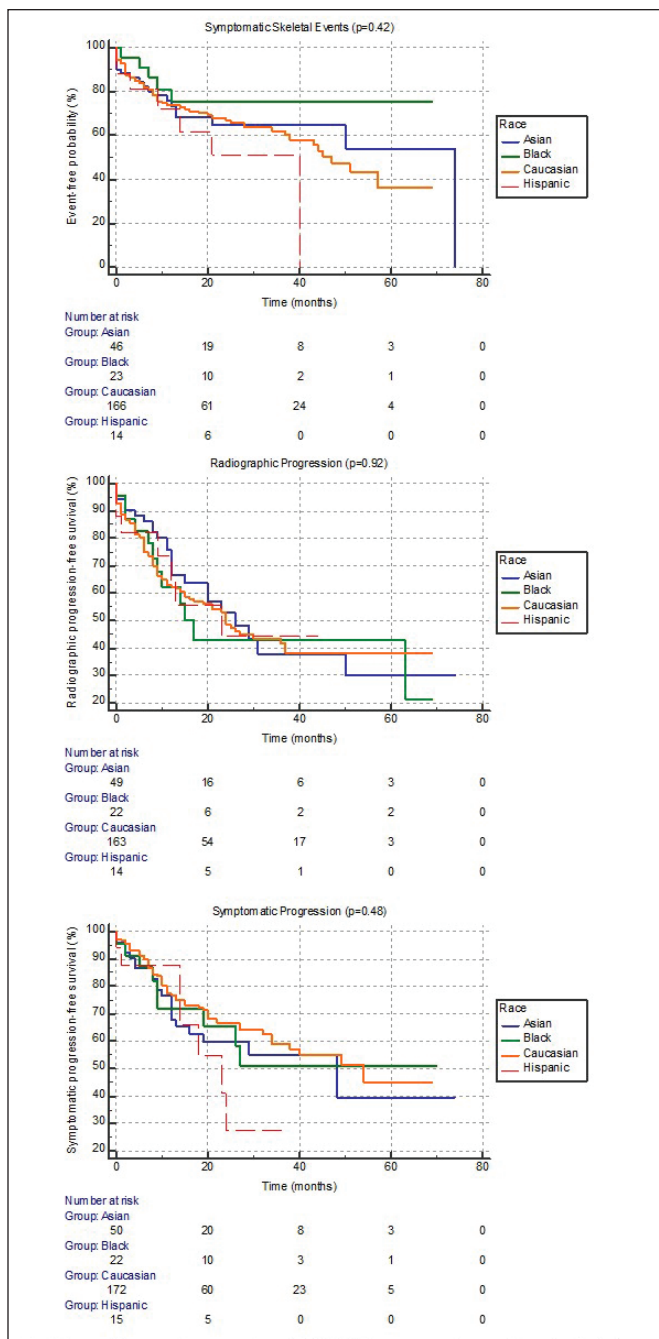 Symptomatic Skeletal Events (p=0.42)
Event-free probability (%)
100
80
60
40
20
0
0 20 40 60 80
Time (months)
Race
Asian
Black
Caucasian
Hispanic
Number at risk
Group: Asian
46 19 8 3 0
Group: Black
23 10 2 1 0
Group: Caucasian
166 61 24 4 0
Group: Hispanic
14 6 0 0 0
Radiographic Progression (p=0.92)
Radiographic progression-free survival (%)
100
90
80
70
60
50
40
30
20
0 20 40 60 80
Time (months)
Race
Asian
Black
Caucasian
Hispanic
Number at risk
Group: Asian
49 16 6 3 0
Group: Black
22 6 2 2 0
Group: Caucasian
163 54 17 3 0
Group: Hispanic
14 5 1 0 0
Symptomatic Progression (p=0.48)
Symptomatic progression-free survival (%)
100
90
80
70
60
50
40
30
20
0 20 40 60 80
Time (months)
Race
Asian
Black
Caucasian
Hispanic
Number at risk
Group: Asian
50 20 8 3 0
Group: Black
22 10 3 1 0
Group: Caucasian
172 60 23 5 0
Group: Hispanic
15 5 0 0 0